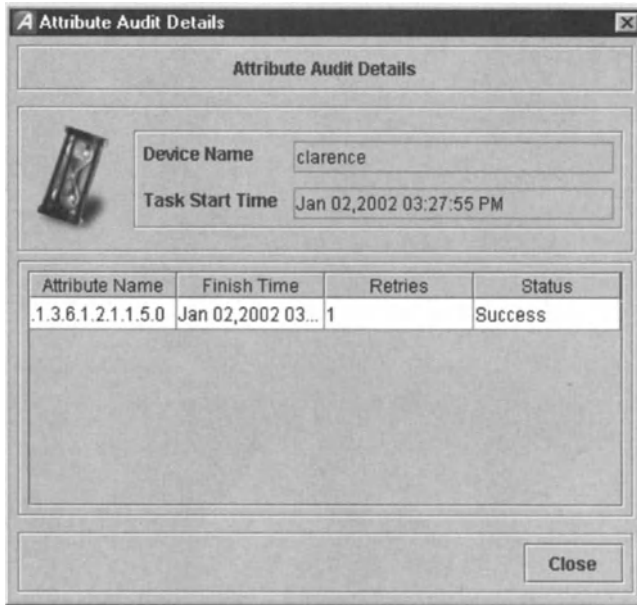 A Attribute Audit Details
Attribute Audit Details
Device Name clarence
Task Start Time Jan 02,2002 03:27:55 PM
Attribute Name Finish Time Retries Status
.1.3.6.1.2.1.1.5.0 Jan 02,2002 03... 1 Success
Close